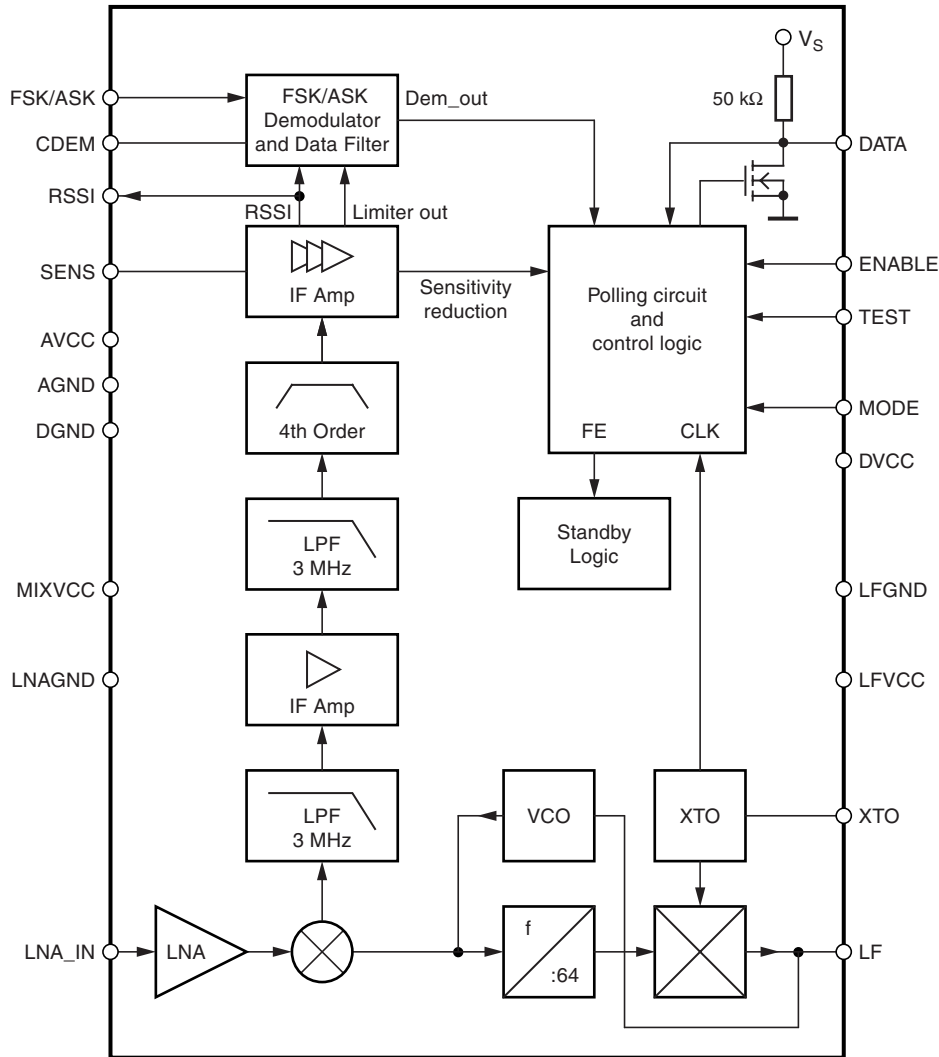 V_S
50 kΩ
FSK/ASK
CDEM
RSSI
SENS
AVCC
AGND
DGND
MIXVCC
LNAGND
LNA_IN
FSK/ASK
Demodulator
and Data Filter
Dem_out
RSSI
Limiter out
IF Amp
Sensitivity
reduction
4th Order
LPF
3 MHz
IF Amp
LPF
3 MHz
LNA
Polling circuit
and
control logic
FE
CLK
Standby
Logic
VCO
XTO
f
:64
DATA
ENABLE
TEST
MODE
DVCC
LFGND
LFVCC
XTO
LF